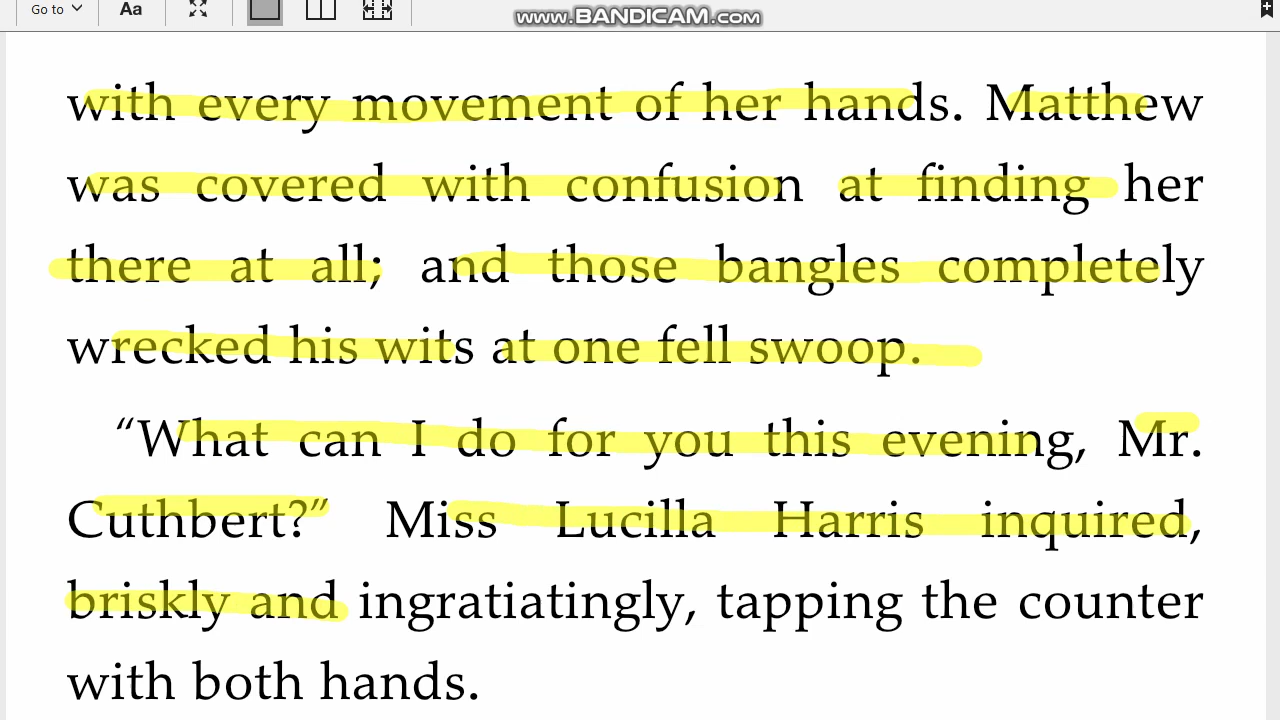 Go to
Aa
www.BANDICAM.com
with every movement of her hands. Matthew
was covered with confusion at finding her
there at all; and those bangles completely
wrecked his wits at one fell swoop.
“What can I do for you this evening, Mr.
Cuthbert?” Miss Lucilla Harris inquired,
briskly and ingratiatingly, tapping the counter
with both hands.